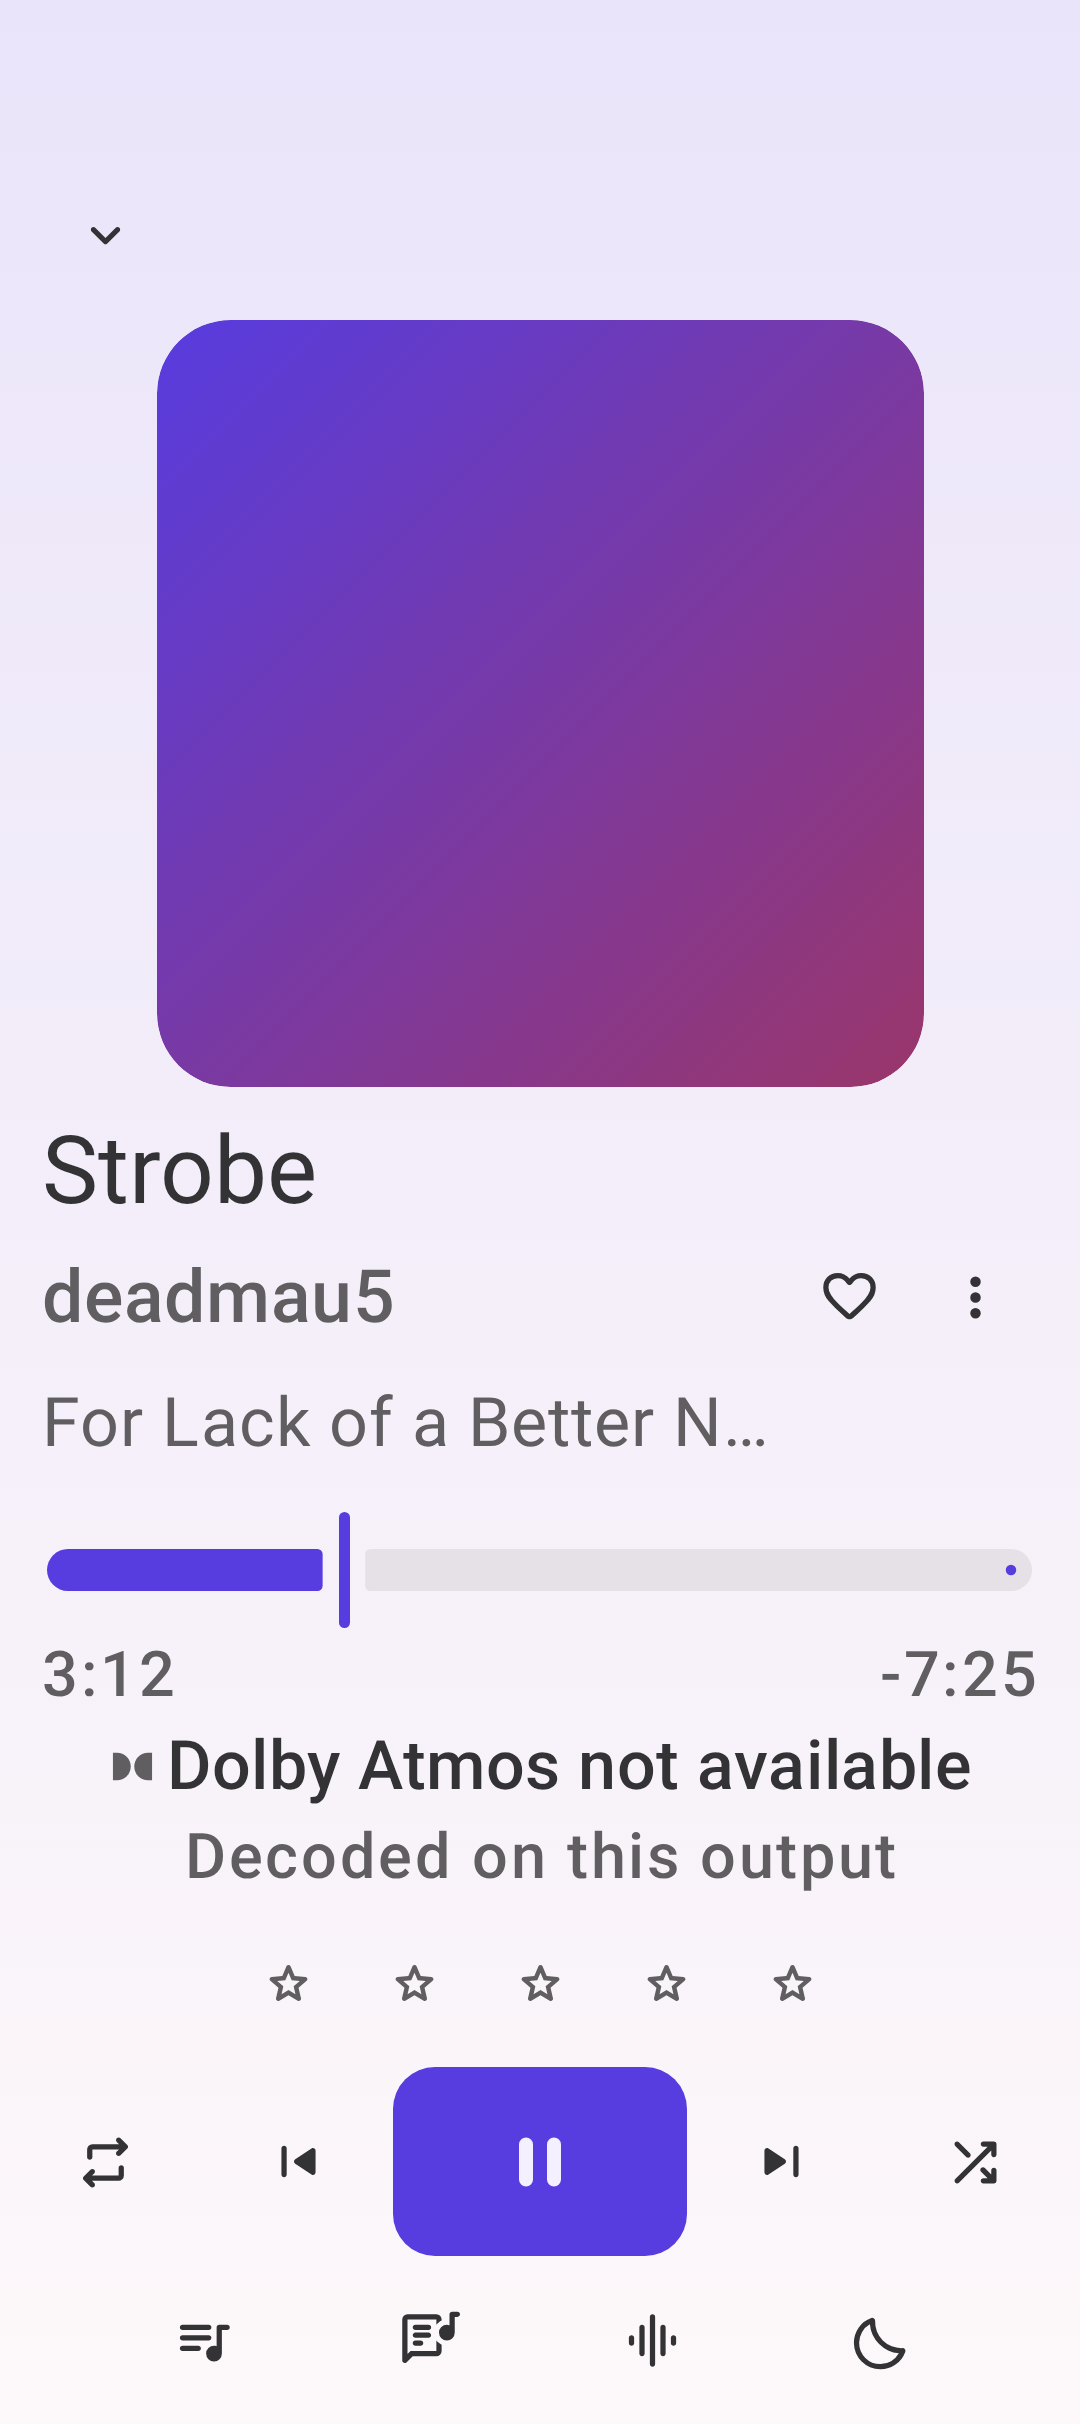 Strobe
deadmau5
For Lack of a Better N…
3:12
-7:25
Dolby Atmos not available
Decoded on this output